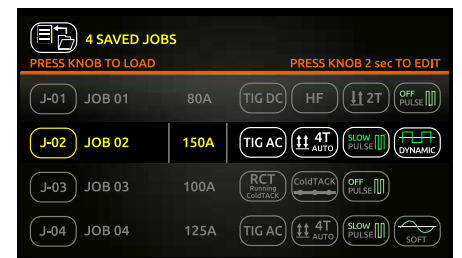 4 SAVED JOBS
PRESS KNOB TO LOAD PRESS KNOB 2 sec TO EDIT
J-01 JOB 01 80A TIG DC HF 2T OFF PULSE
J-02 JOB 02 150A TIG AC 4T AUTO SLOW PULSE DYNAMIC
J-03 JOB 03 100A RCT Running ColdTACK ColdTACK OFF PULSE
J-04 JOB 04 125A TIG AC 4T AUTO SLOW PULSE SOFT